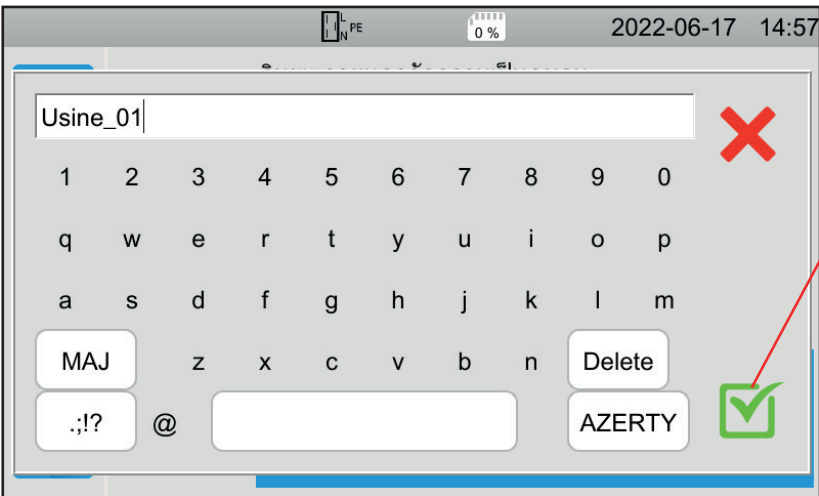 L
N PE
0 %
2022-06-17 14:57
Usine_01
1 2 3 4 5 6 7 8 9 0
q w e r t y u i o p
a s d f g h j k l m
MAJ z x c v b n Delete
.;!? @ AZERTY